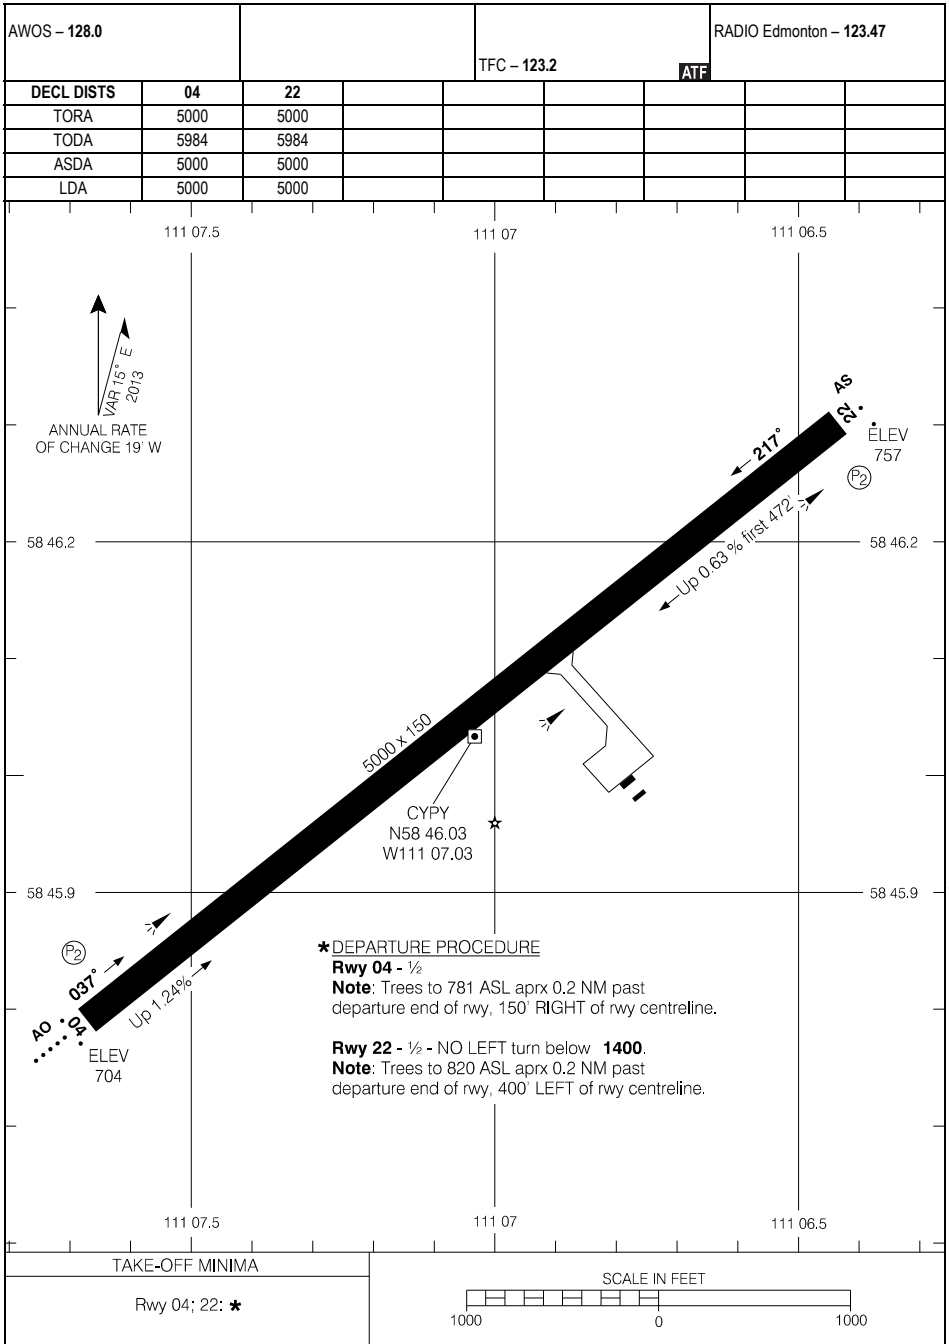 AWOS – 128.0
TFC – 123.2
ATF
RADIO Edmonton – 123.47
DECL DISTS 04 22
TORA 5000 5000
TODA 5984 5984
ASDA 5000 5000
LDA 5000 5000
111 07.5 111 07 111 06.5
VAR 15° E
2013
ANNUAL RATE
OF CHANGE 19' W
AS
22
ELEV
757
P2
217°
Up 0.63 % first 472'
58 46.2 58 46.2
5000 x 150
CYPY
N58 46.03
W111 07.03
58 45.9 58 45.9
P2
037°
Up 1.24%
AO
04
ELEV
704
*DEPARTURE PROCEDURE
Rwy 04 - ½
Note: Trees to 781 ASL aprx 0.2 NM past
departure end of rwy, 150' RIGHT of rwy centreline.
Rwy 22 - ½ - NO LEFT turn below 1400.
Note: Trees to 820 ASL aprx 0.2 NM past
departure end of rwy, 400' LEFT of rwy centreline.
111 07.5 111 07 111 06.5
TAKE-OFF MINIMA
Rwy 04; 22: *
SCALE IN FEET
1000 0 1000